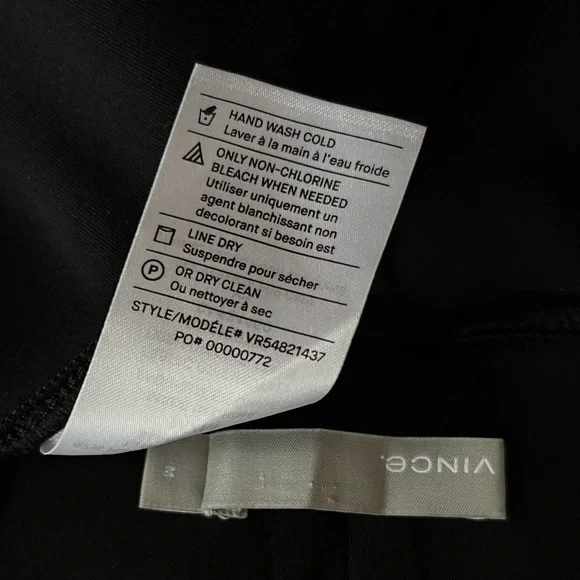 HAND WASH COLD
Laver à la main à l'eau froide
ONLY NON-CHLORINE
BLEACH WHEN NEEDED
Utiliser uniquement un
agent blanchissant non
decolorant si besoin est
LINE DRY
Suspendre pour sécher
P
OR DRY CLEAN
Ou nettoyer à sec
STYLE/MODÉLE# VR54821437
PO# 00000772
VINCE.
M